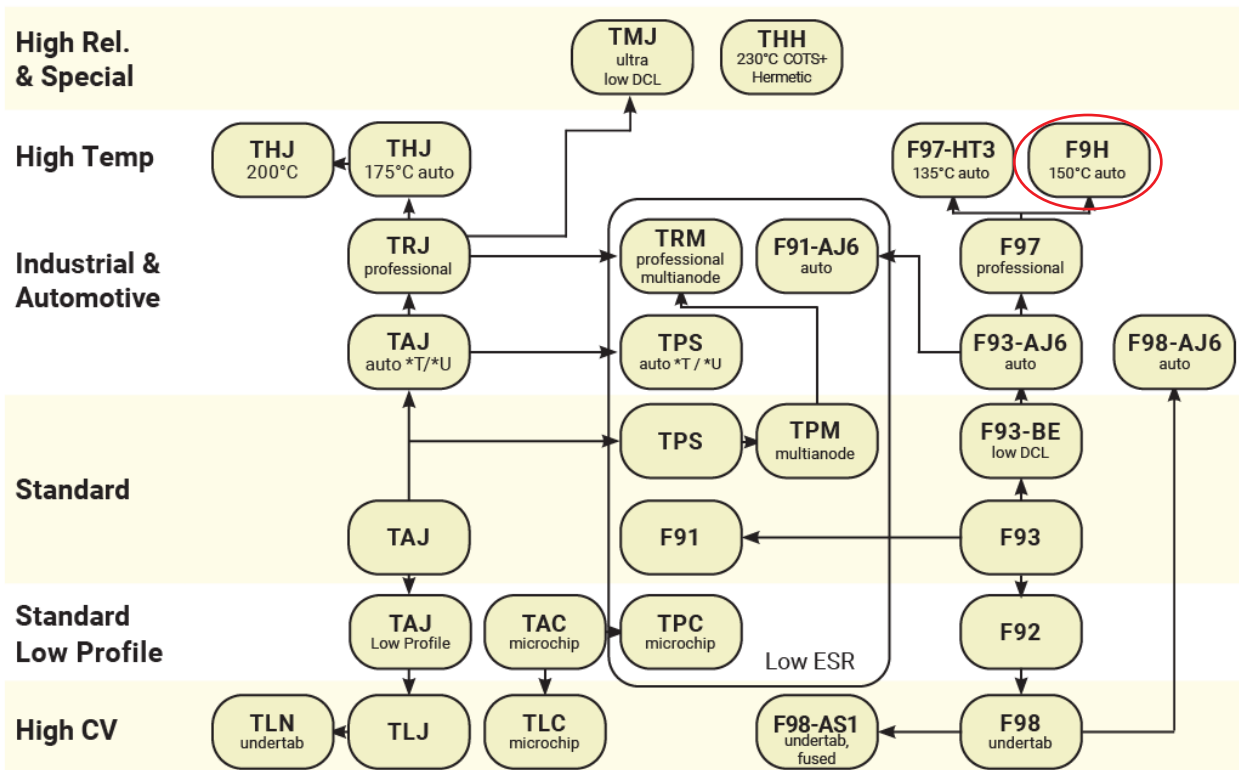 High Rel.
& Special
TMJ
ultra
low DCL
THH
230°C COTS+
Hermetic
High Temp
THJ
200°C
THJ
175°C auto
F97-HT3
135°C auto
F9H
150°C auto
Industrial &
Automotive
TRJ
professional
TRM
professional
multianode
F91-AJ6
auto
F97
professional
TAJ
auto *T/*U
TPS
auto *T / *U
F93-AJ6
auto
F98-AJ6
auto
Standard
TPS
TPM
multianode
F93-BE
low DCL
TAJ
F91
F93
Standard
Low Profile
TAJ
Low Profile
TAC
microchip
TPC
microchip
Low ESR
F92
High CV
TLN
undertab
TLJ
TLC
microchip
F98-AS1
undertab,
fused
F98
undertab